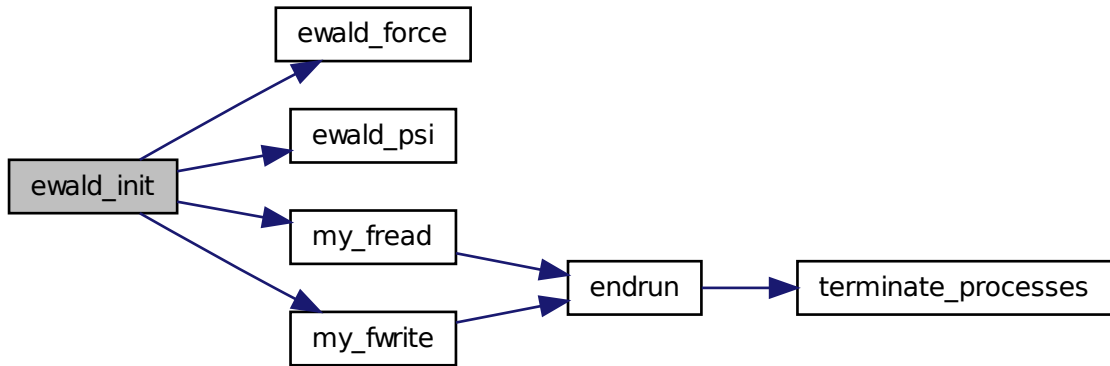 ewald_force
ewald_psi
ewald_init
my_fread
endrun
terminate_processes
my_fwrite